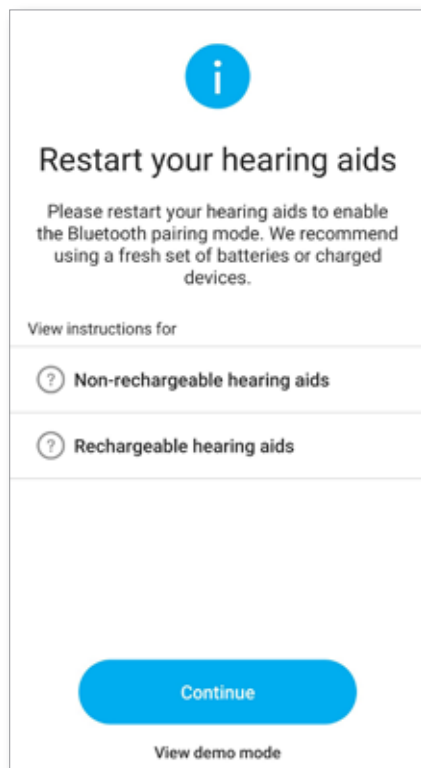 i
Restart your hearing aids
Please restart your hearing aids to enable
the Bluetooth pairing mode. We recommend
using a fresh set of batteries or charged
devices.
View instructions for
? Non-rechargeable hearing aids
? Rechargeable hearing aids
Continue
View demo mode